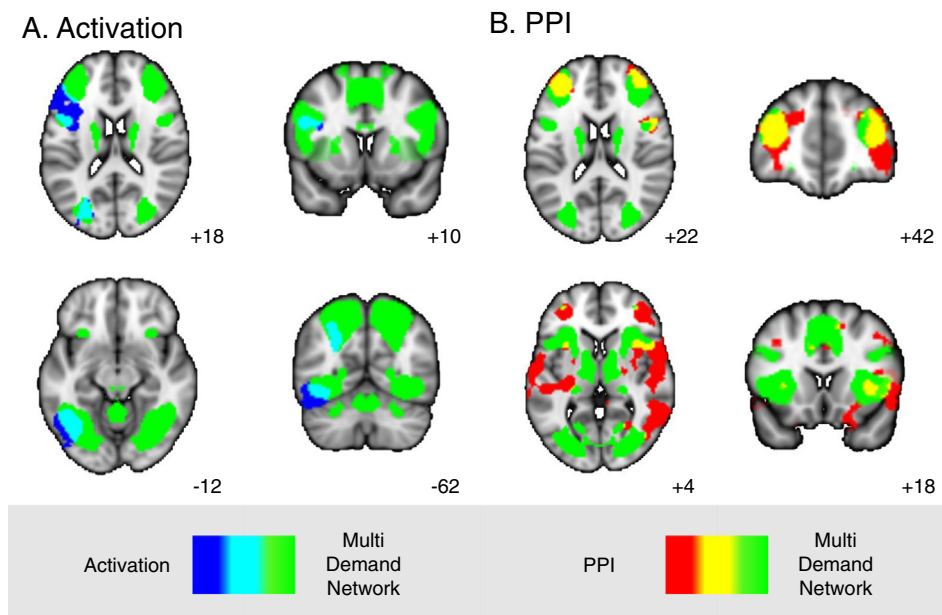 A. Activation
B. PPI
+18
+10
+22
+42
-12
-62
+4
+18
Activation
Multi
Demand
Network
PPI
Multi
Demand
Network